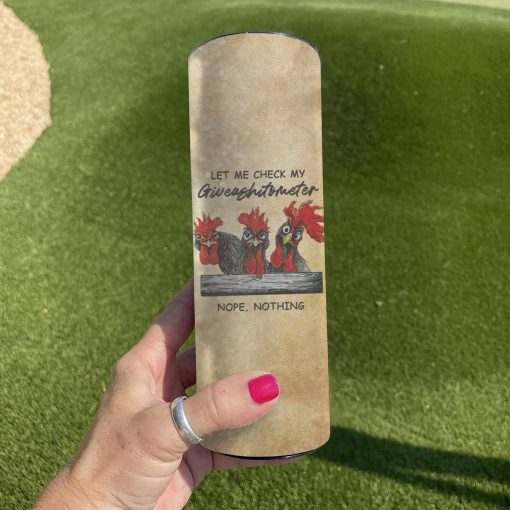 LET ME CHECK MY
Giveashitometer
NOPE, NOTHING